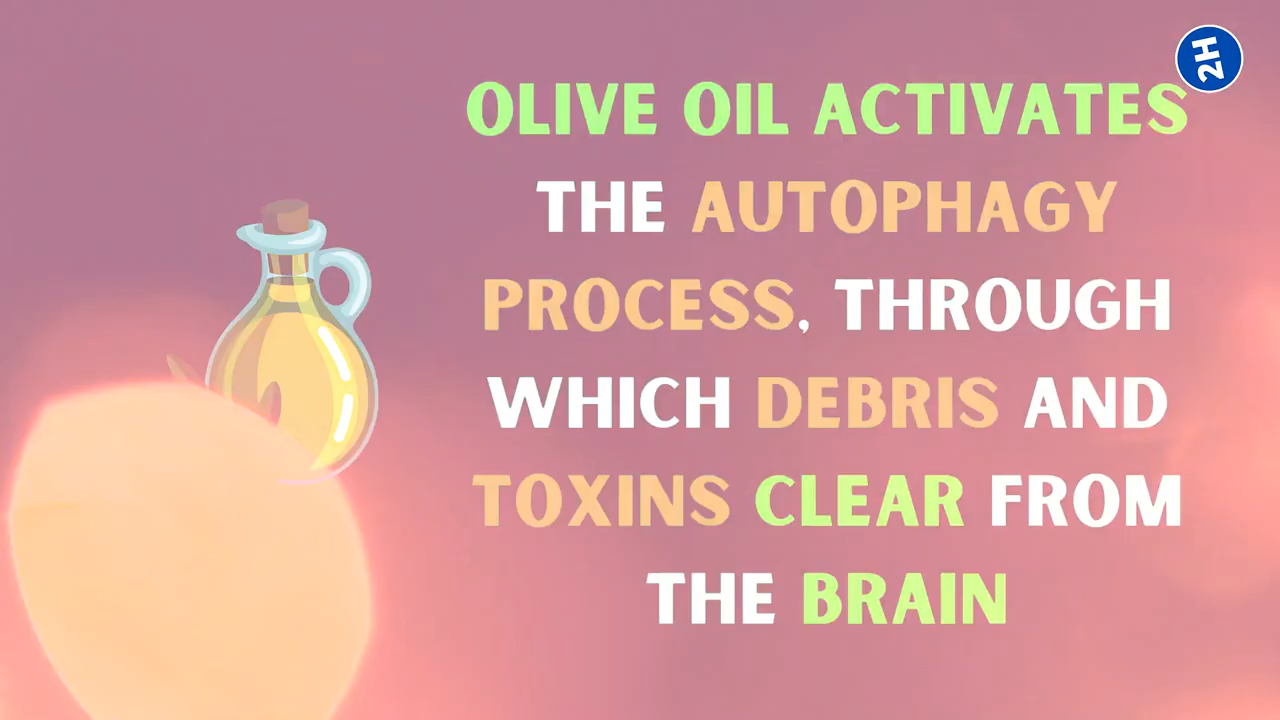 2H
OLIVE OIL ACTIVATES
THE AUTOPHAGY
PROCESS, THROUGH
WHICH DEBRIS AND
TOXINS CLEAR FROM
THE BRAIN